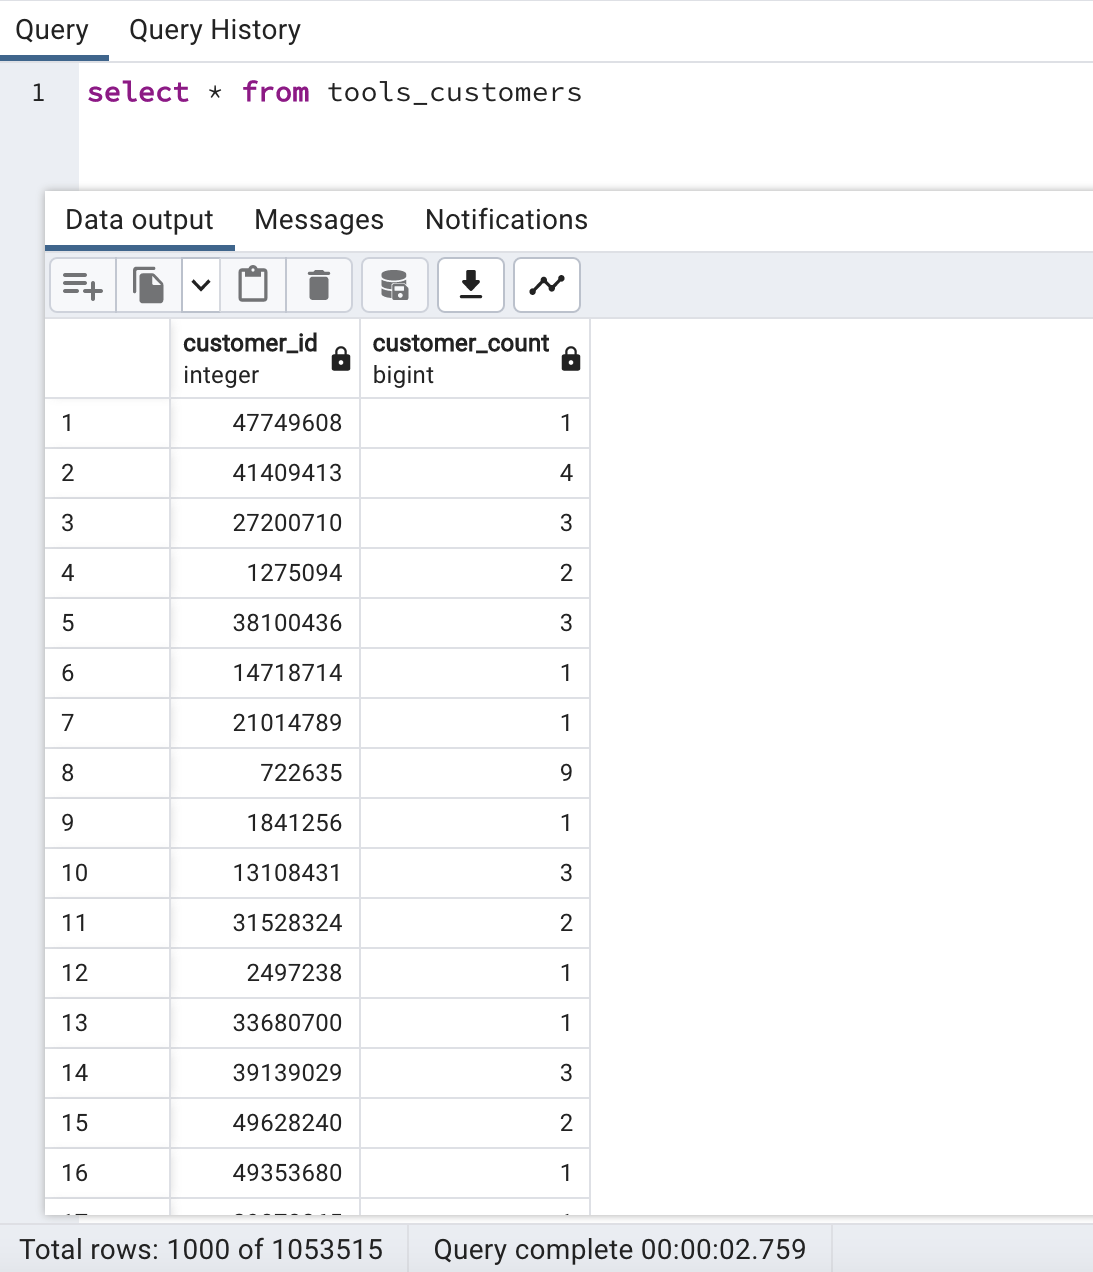 Query Query History
1 select * from tools_customers
Data output Messages Notifications
customer_id customer_count
integer bigint
1 47749608 1
2 41409413 4
3 27200710 3
4 1275094 2
5 38100436 3
6 14718714 1
7 21014789 1
8 722635 9
9 1841256 1
10 13108431 3
11 31528324 2
12 2497238 1
13 33680700 1
14 39139029 3
15 49628240 2
16 49353680 1
Total rows: 1000 of 1053515 Query complete 00:00:02.759